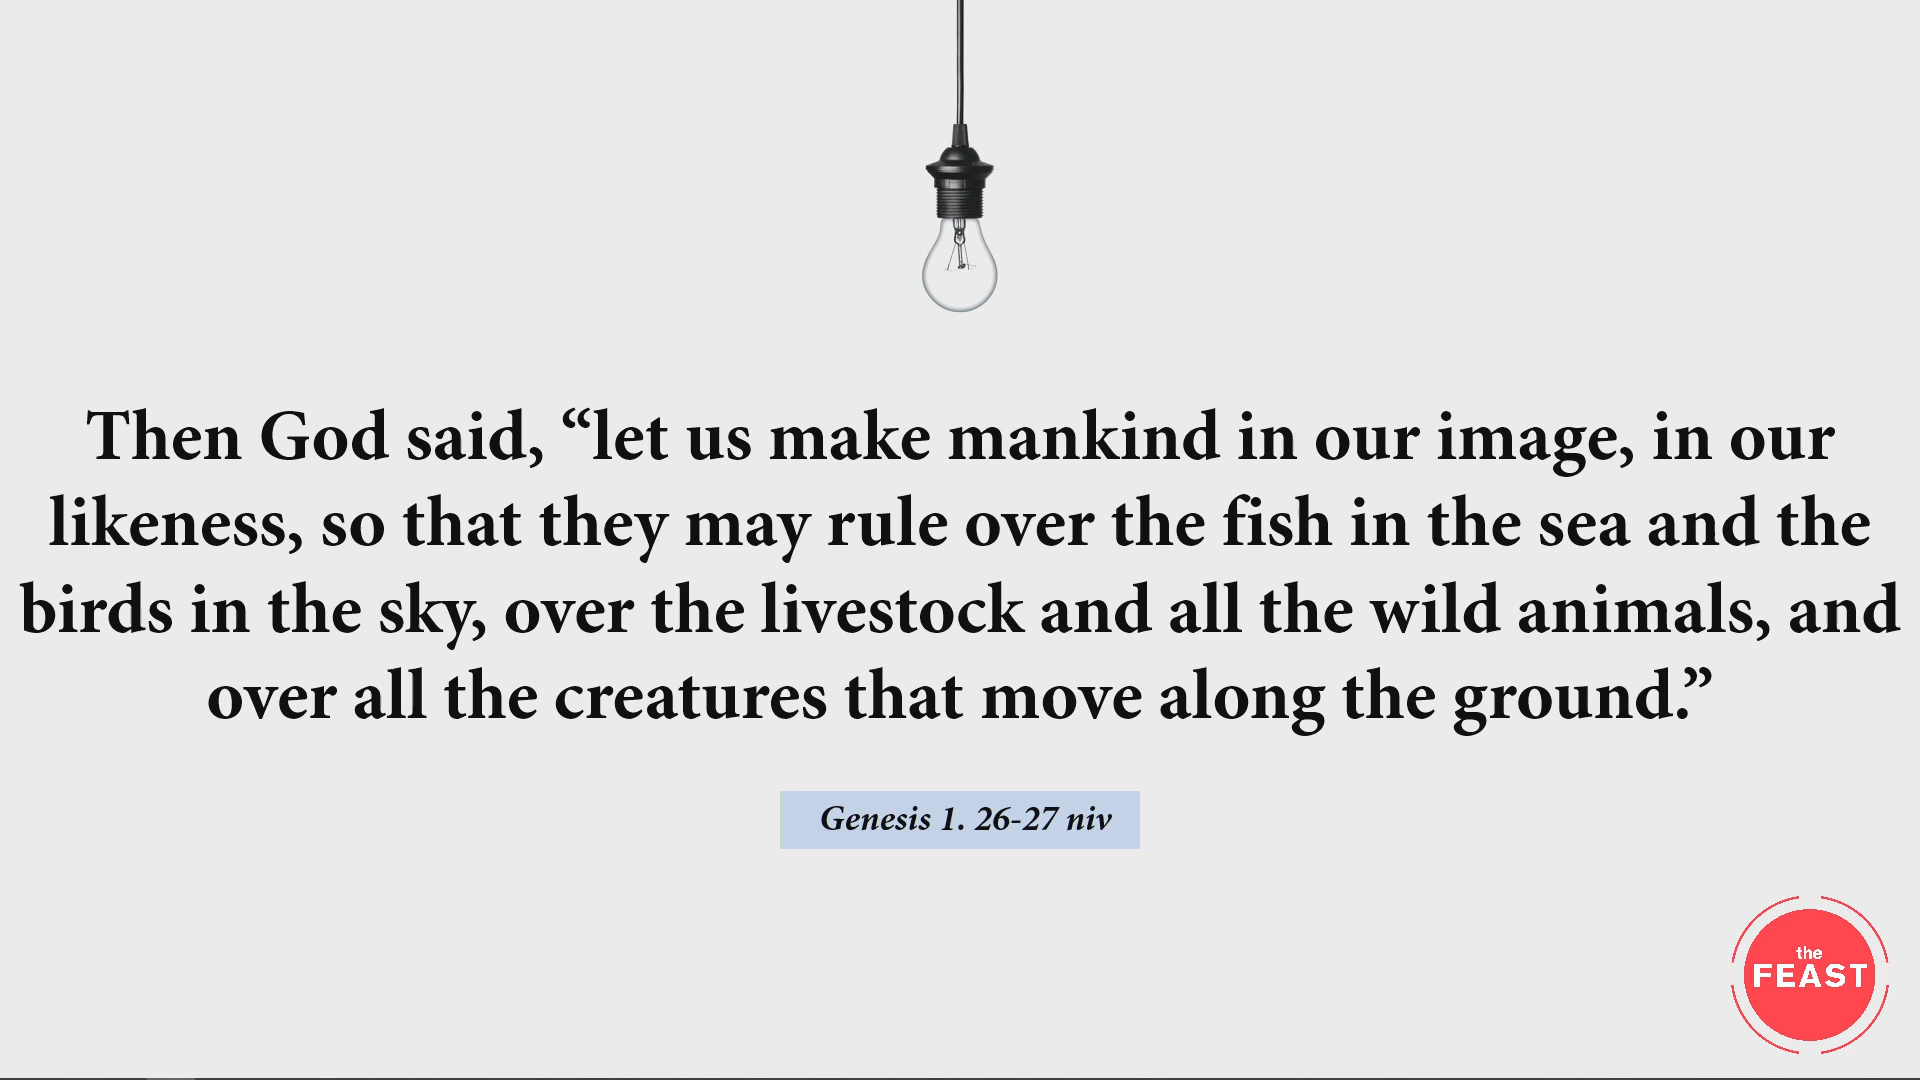 Then God said, “let us make mankind in our image, in our
likeness, so that they may rule over the fish in the sea and the
birds in the sky, over the livestock and all the wild animals, and
over all the creatures that move along the ground.”
Genesis 1. 26-27 niv
the
FEAST